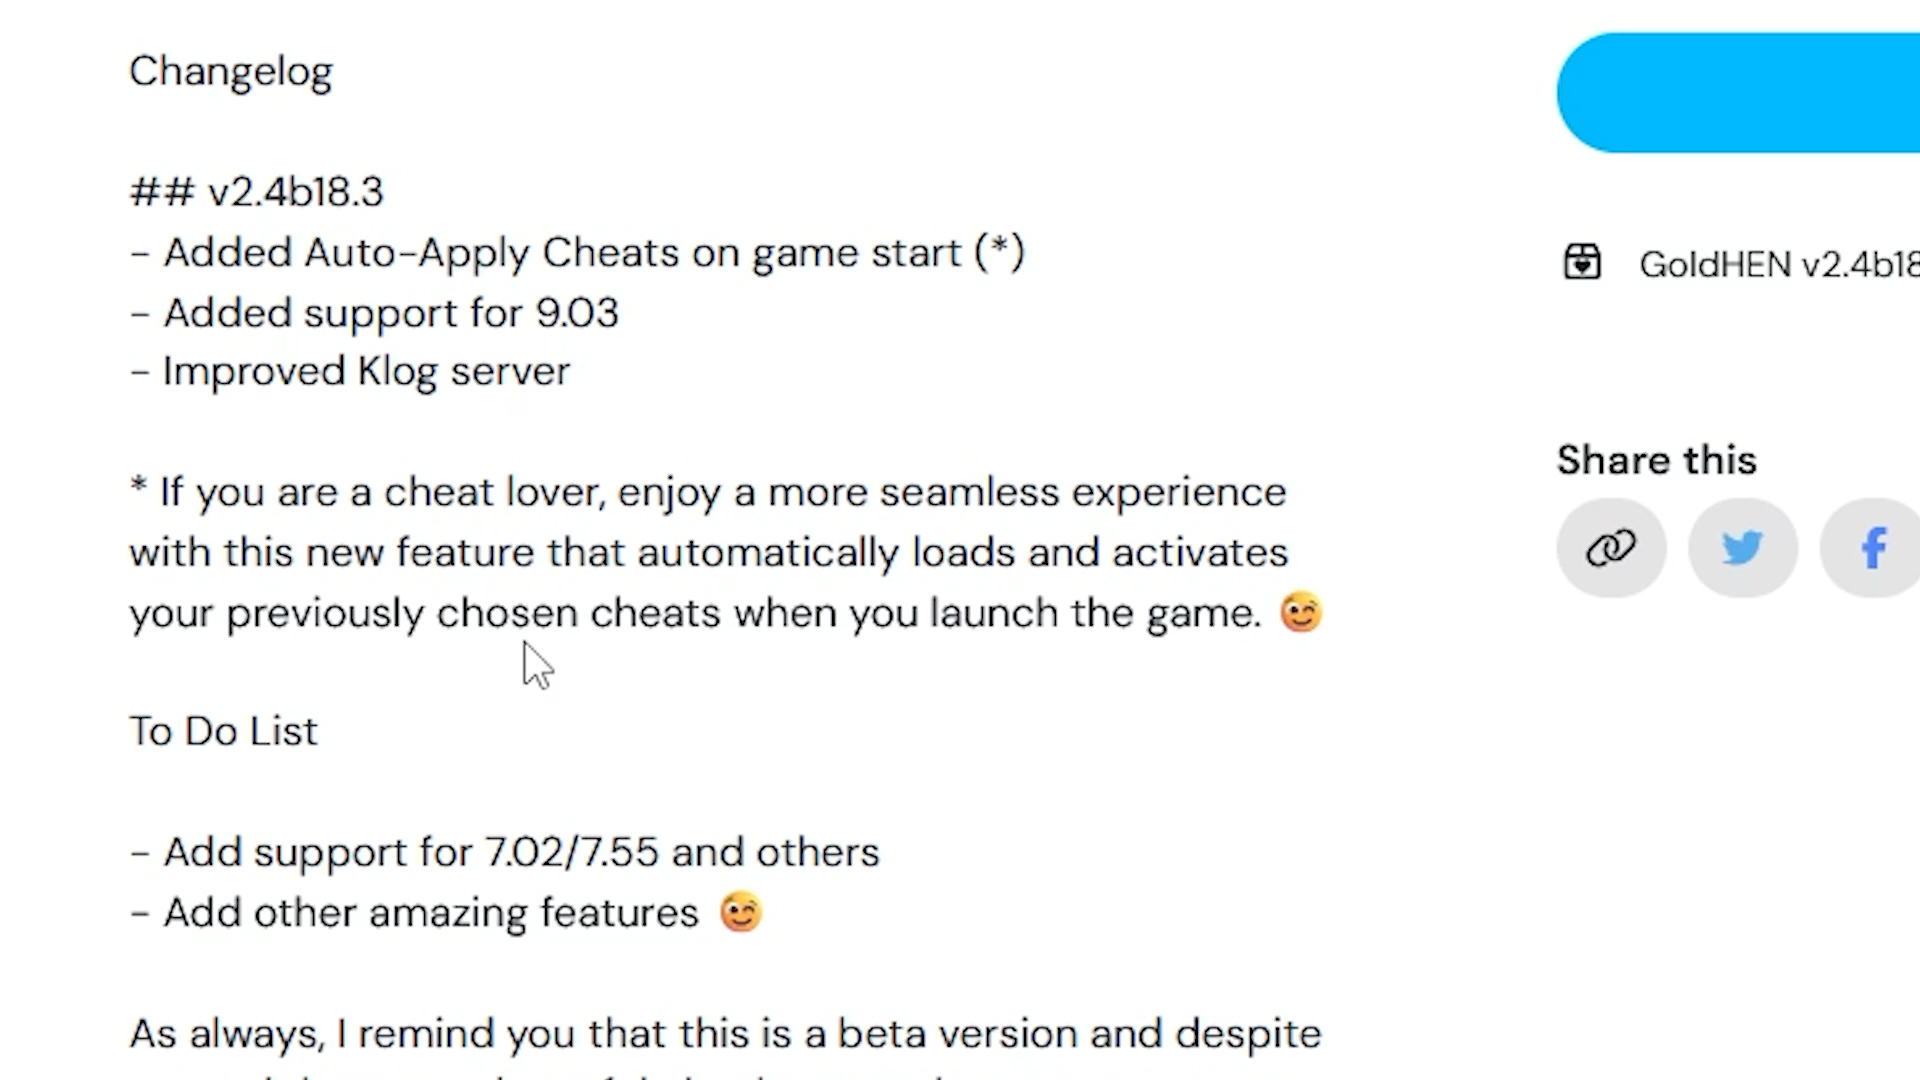 Changelog
## v2.4b18.3
- Added Auto-Apply Cheats on game start (*)
- Added support for 9.03
- Improved Klog server
* If you are a cheat lover, enjoy a more seamless experience
with this new feature that automatically loads and activates
your previously chosen cheats when you launch the game. 😉
To Do List
- Add support for 7.02/7.55 and others
- Add other amazing features 😉
As always, I remind you that this is a beta version and despite
GoldHEN v2.4b18
Share this